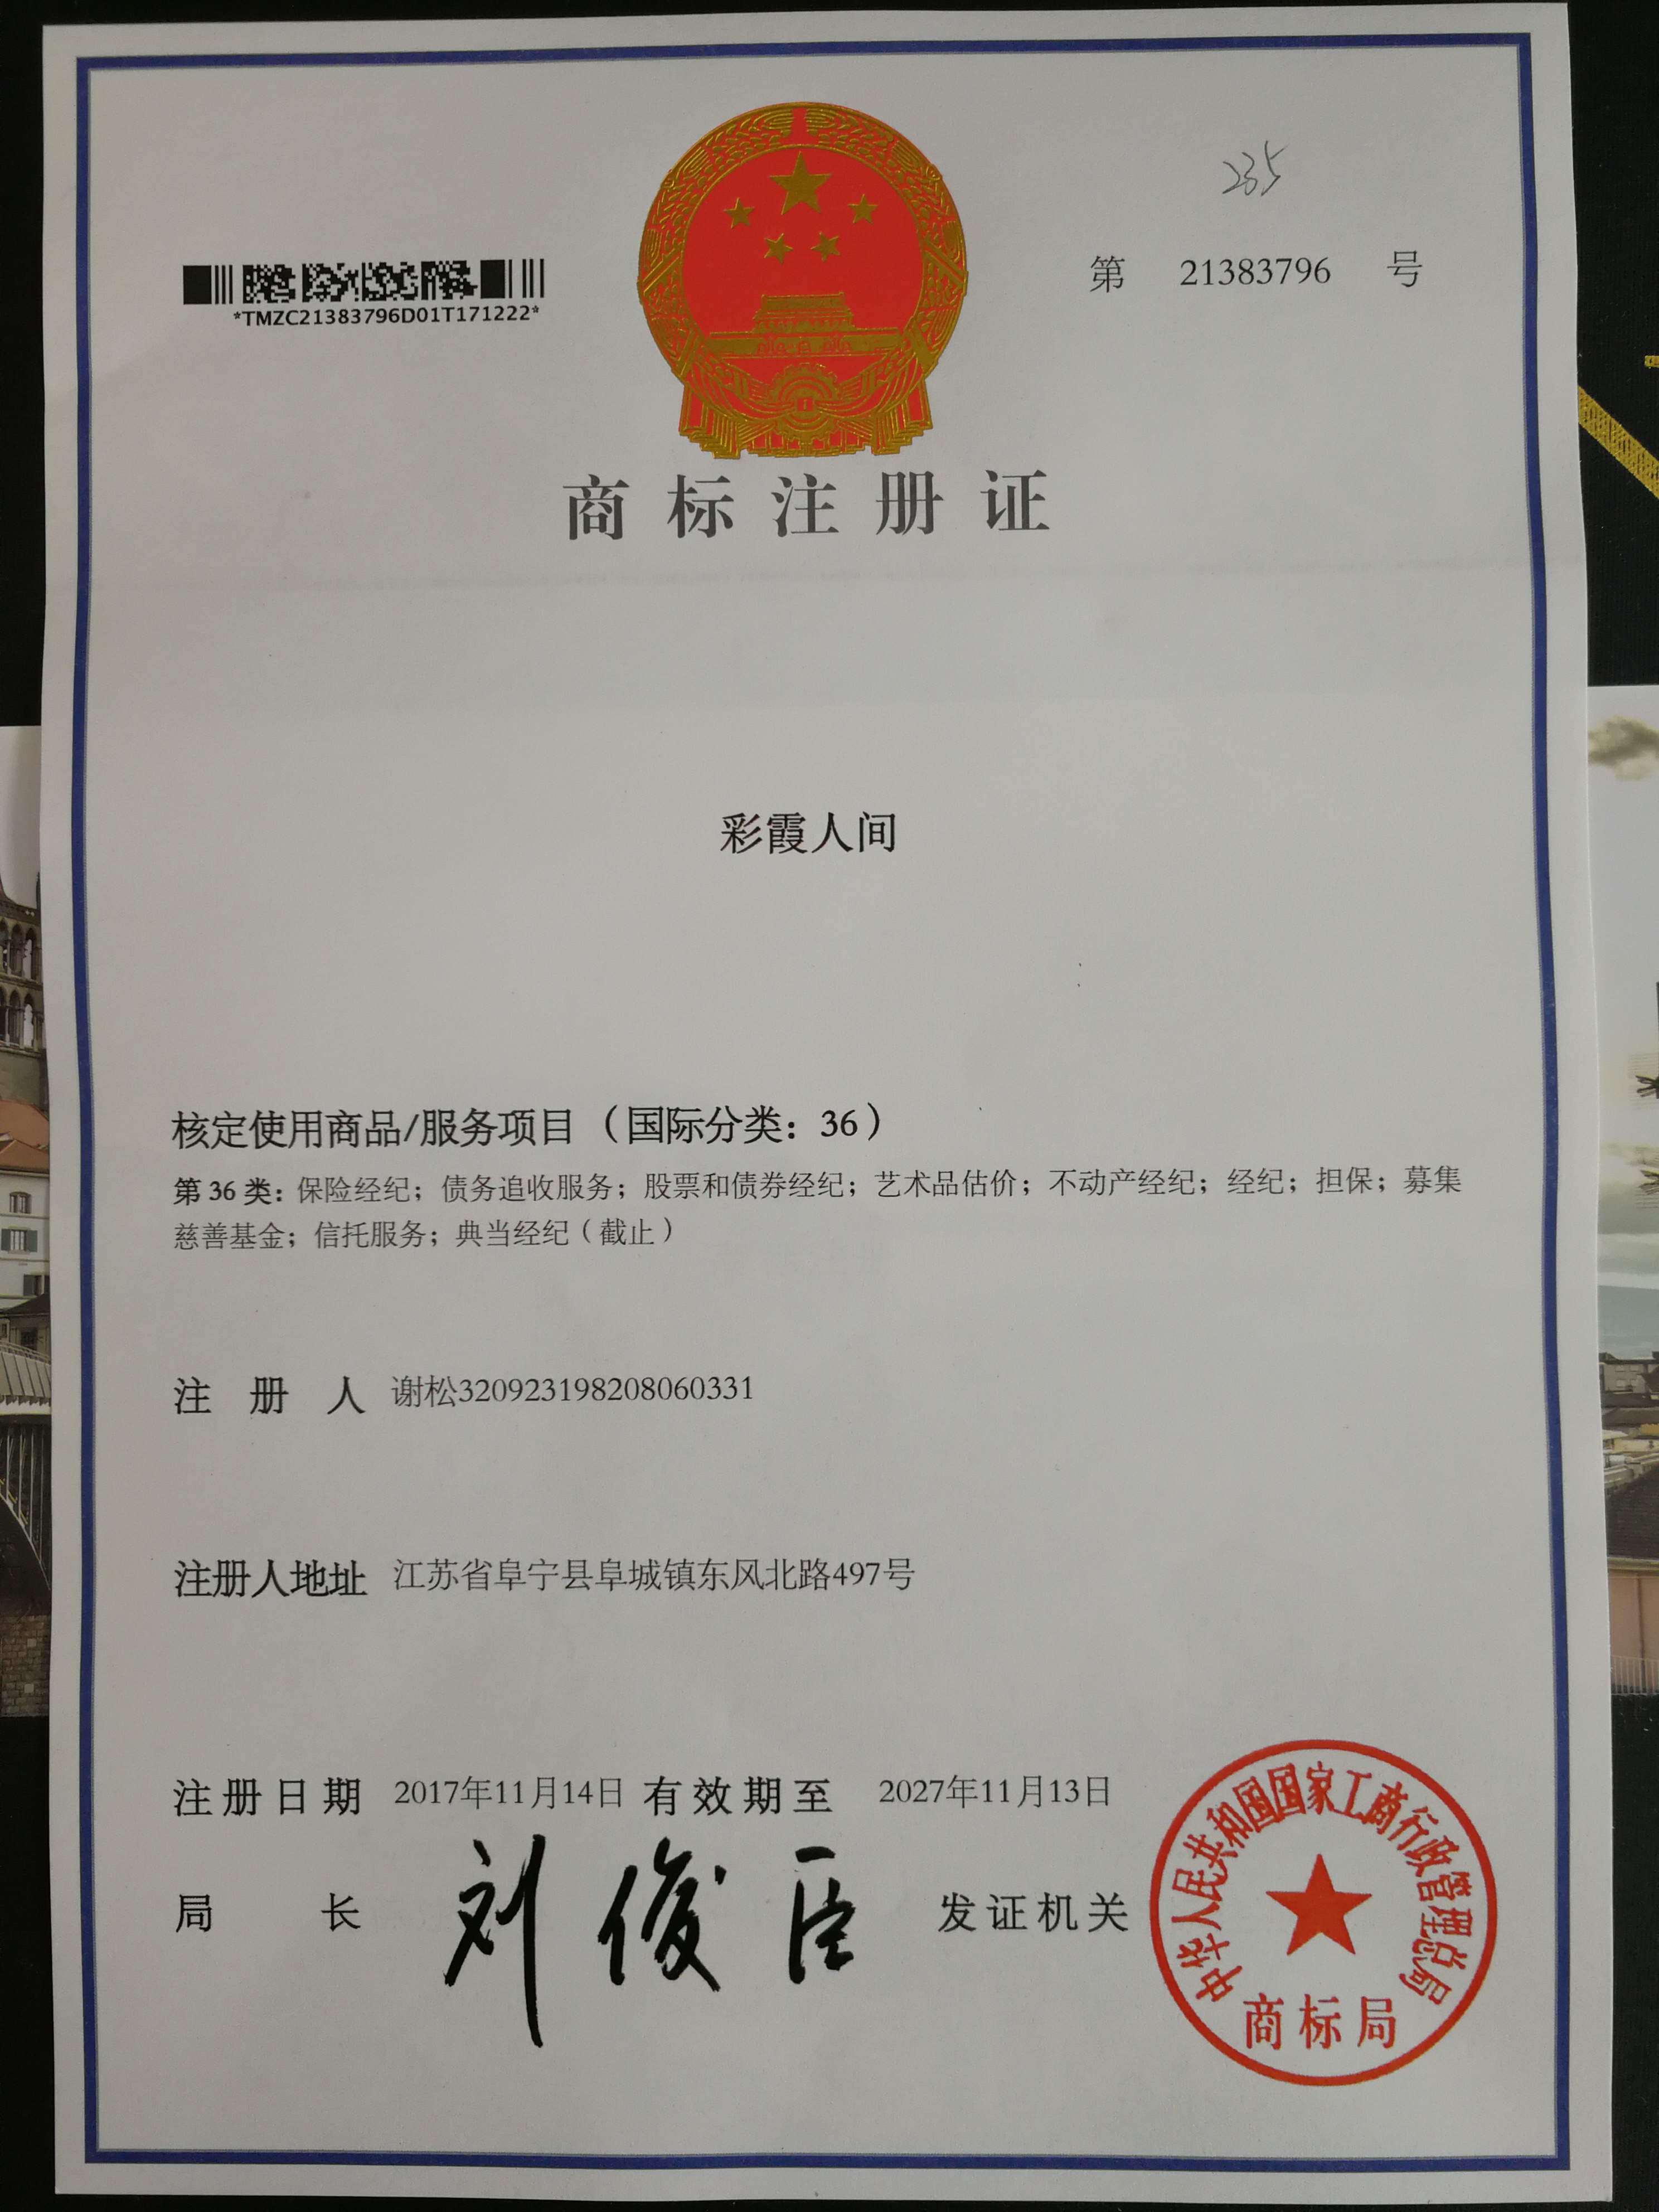 235
第 21383796 号
*TMZC21383796D01T171222*
商标注册证
彩霞人间
核定使用商品/服务项目（国际分类：36）
第 36 类：保险经纪；债务追收服务；股票和债券经纪；艺术品估价；不动产经纪；经纪；担保；募集
慈善基金；信托服务；典当经纪（截止）
注册人 谢松320923198208060331
注册人地址 江苏省阜宁县阜城镇东风北路497号
注册日期 2017年11月14日 有效期至 2027年11月13日
局长 刘俊臣 发证机关
中华人民共和国国家工商行政管理总局
商标局